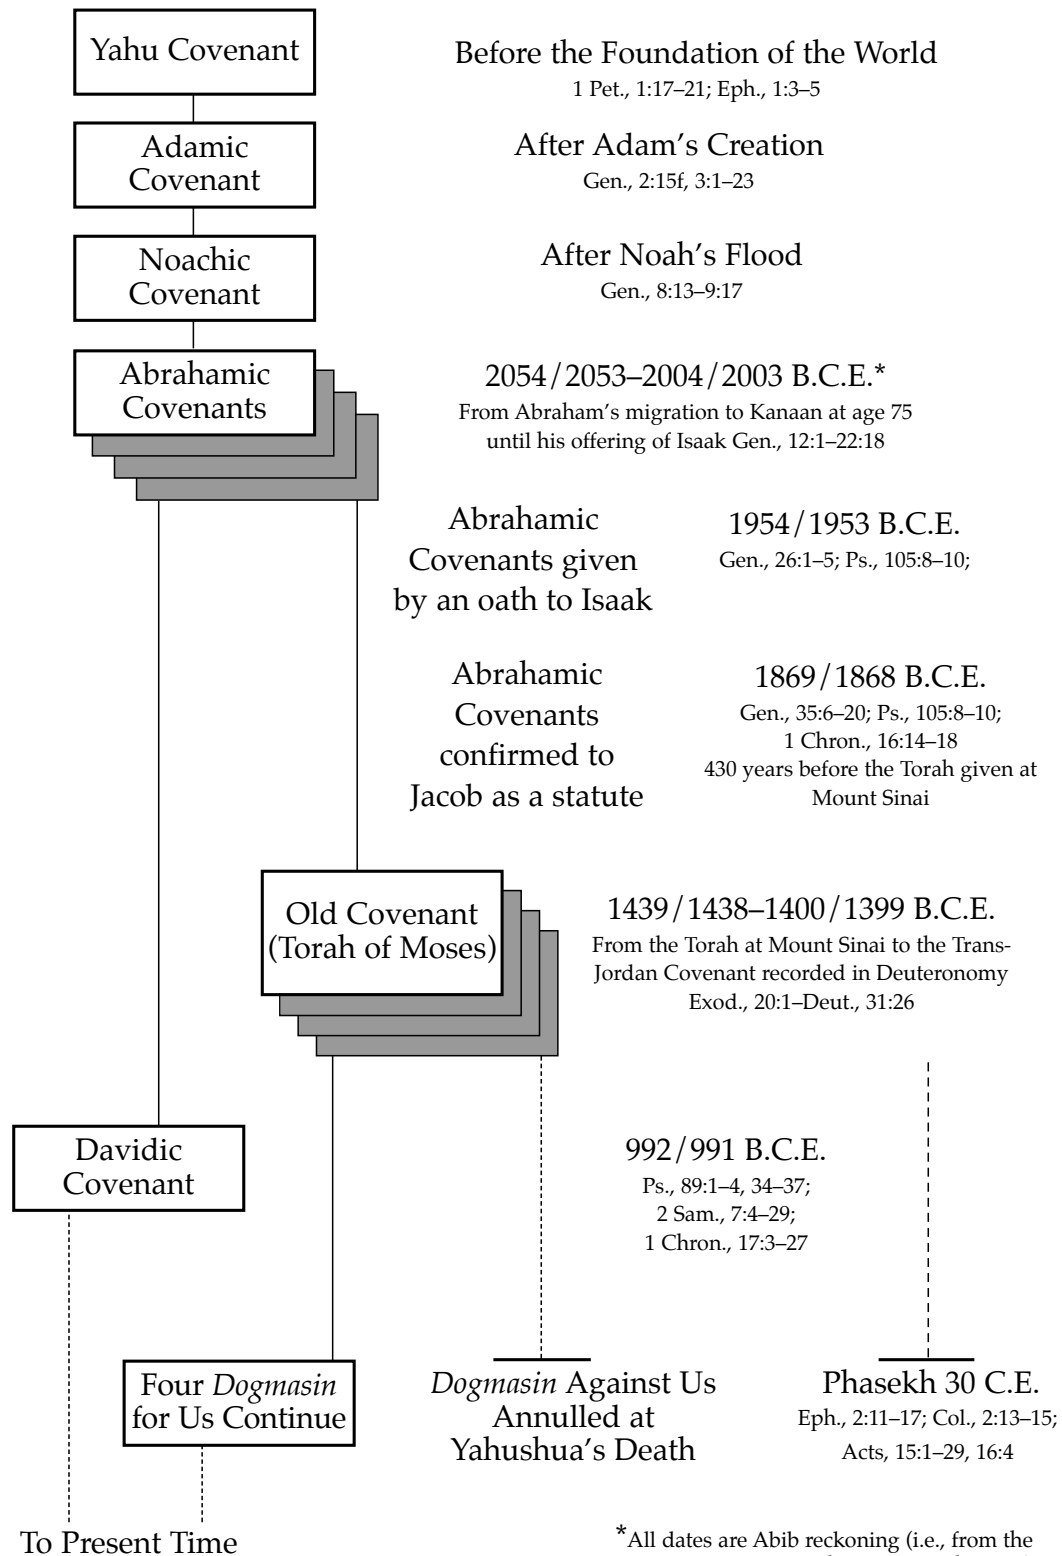 Yahu Covenant
Before the Foundation of the World
1 Pet., 1:17–21; Eph., 1:3–5
Adamic
Covenant
After Adam's Creation
Gen., 2:15f, 3:1–23
Noachic
Covenant
After Noah's Flood
Gen., 8:13–9:17
Abrahamic
Covenants
2054/2053–2004/2003 B.C.E.*
From Abraham's migration to Kanaan at age 75
until his offering of Isaak Gen., 12:1–22:18
Abrahamic
Covenants given
by an oath to Isaak
1954/1953 B.C.E.
Gen., 26:1–5; Ps., 105:8–10;
Abrahamic
Covenants
confirmed to
Jacob as a statute
1869/1868 B.C.E.
Gen., 35:6–20; Ps., 105:8–10;
1 Chron., 16:14–18
430 years before the Torah given at
Mount Sinai
Old Covenant
(Torah of Moses)
1439/1438–1400/1399 B.C.E.
From the Torah at Mount Sinai to the Trans-
Jordan Covenant recorded in Deuteronomy
Exod., 20:1–Deut., 31:26
Davidic
Covenant
992/991 B.C.E.
Ps., 89:1–4, 34–37;
2 Sam., 7:4–29;
1 Chron., 17:3–27
Four Dogmasin
for Us Continue
Dogmasin Against Us
Annulled at
Yahushua's Death
Phasekh 30 C.E.
Eph., 2:11–17; Col., 2:13–15;
Acts, 15:1–29, 16:4
To Present Time
*All dates are Abib reckoning (i.e., from the